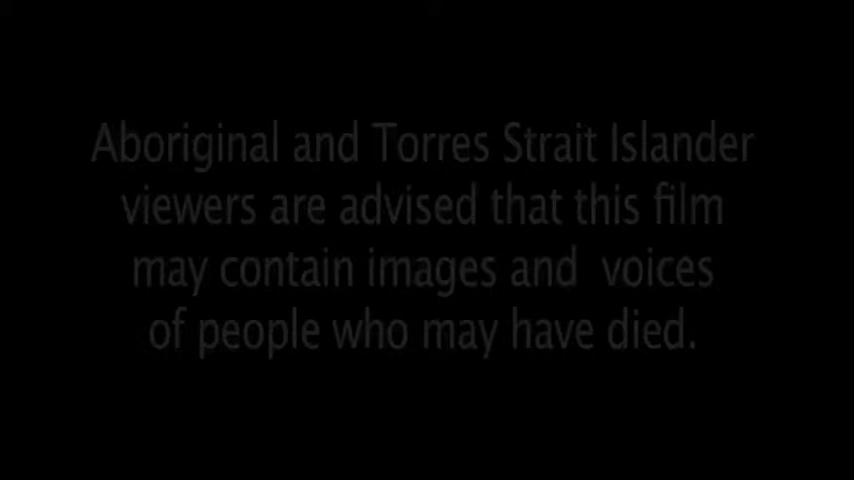 Aboriginal and Torres Strait Islander
viewers are advised that this film
may contain images and voices
of people who may have died.